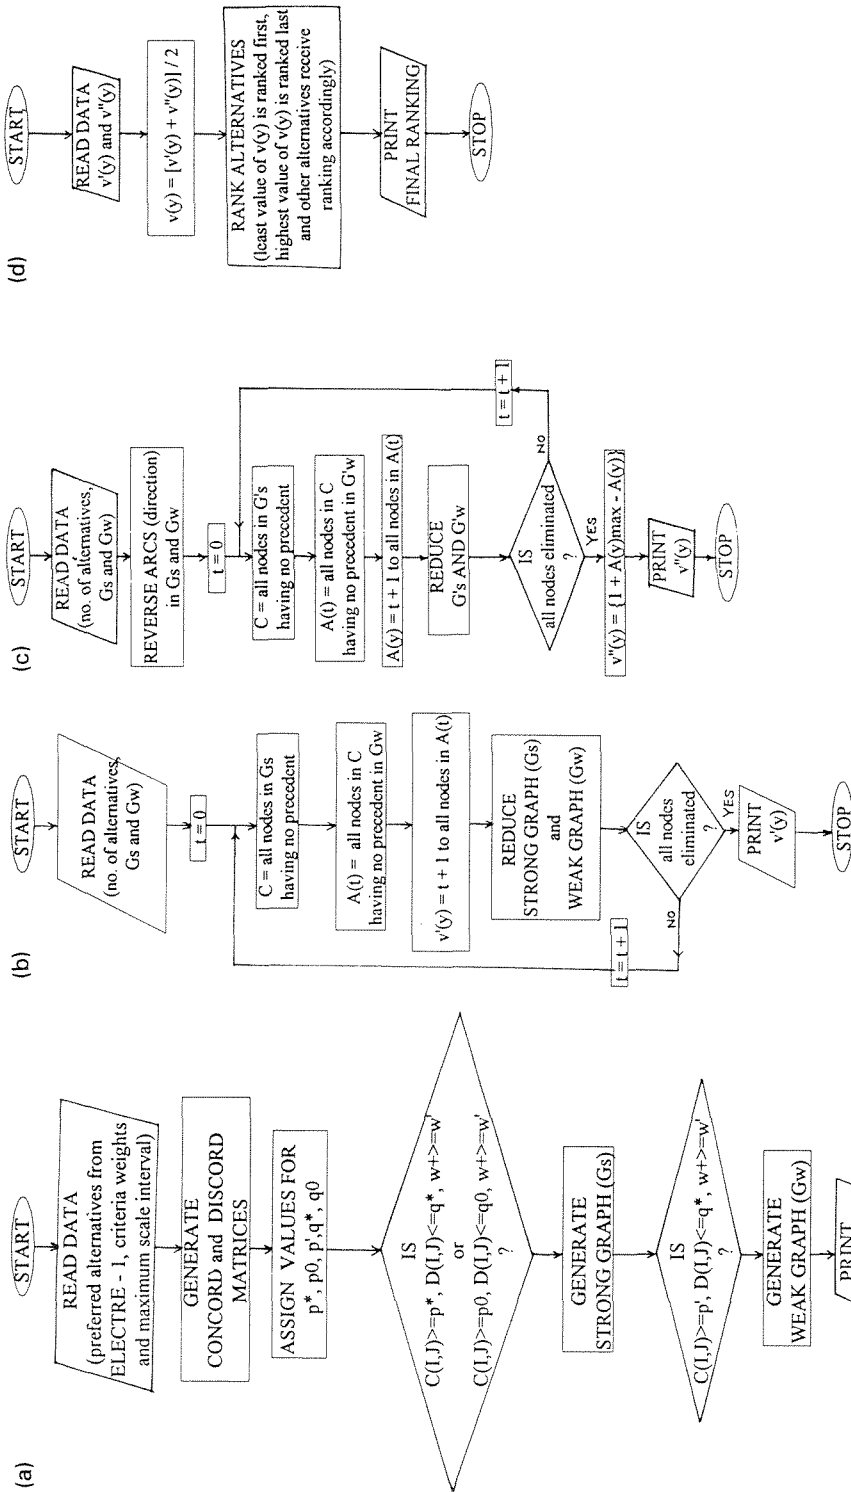 (a)
START
READ DATA
(preferred alternatives from
ELECTRE - 1, criteria weights
and maximum scale interval)
GENERATE
CONCORD and DISCORD
MATRICES
ASSIGN VALUES FOR
p*, p0, p',q*, q0
IS
C(I,J)>=p*, D(I,J)<=q*, w+>=w'
or
C(I,J)>=p0, D(I,J)<=q0, w+>=w'
?
GENERATE
STRONG GRAPH (Gs)
IS
C(I,J)>=p', D(I,J)<=q*, w+>=w'
?
GENERATE
WEAK GRAPH (Gw)
PRINT
(b)
START
READ DATA
(no. of alternatives,
Gs and Gw)
t = 0
C = all nodes in Gs
having no precedent
A(t) = all nodes in C
having no precedent in Gw
v'(y) = t + 1 to all nodes in A(t)
REDUCE
STRONG GRAPH (Gs)
and
WEAK GRAPH (Gw)
IS
all nodes
eliminated
?
NO
t = t + 1
YES
PRINT
v'(y)
STOP
(c)
START
READ DATA
(no. of alternatives,
Gs and Gw)
REVERSE ARCS (direction)
in Gs and Gw
t = 0
C = all nodes in G's
having no precedent
A(t) = all nodes in C
having no precedent in G'w
A(y) = t + 1 to all nodes in A(t)
REDUCE
G's AND G'w
IS
all nodes eliminated
?
NO
t = t + 1
YES
v''(y) = {1 + A(y)max - A(y)}
PRINT
v''(y)
STOP
(d)
START
READ DATA
v'(y) and v''(y)
v(y) = [v'(y) + v''(y)] / 2
RANK ALTERNATIVES
(least value of v(y) is ranked first,
highest value of v(y) is ranked last
and other alternatives receive
ranking accordingly)
PRINT
FINAL RANKING
STOP